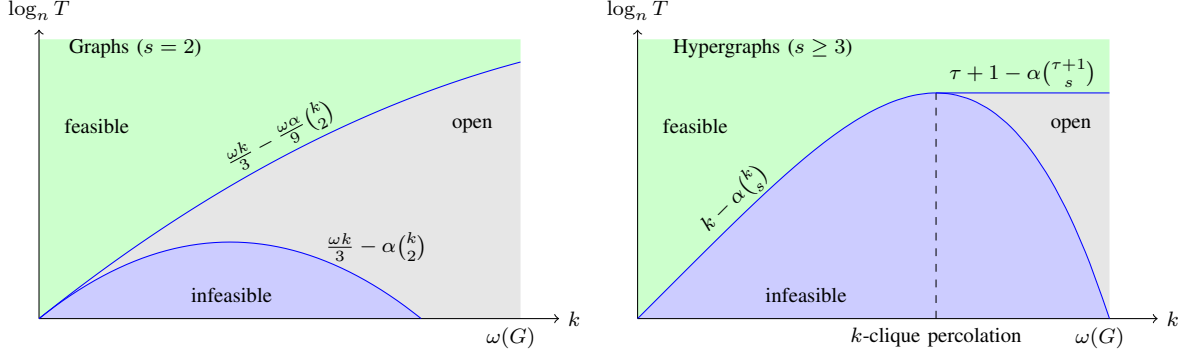 log_n T
Graphs (s = 2)
feasible
ωk/3 − ωα/9 (k choose 2)
open
ωk/3 − α(k choose 2)
infeasible
k
ω(G)
log_n T
Hypergraphs (s ≥ 3)
τ + 1 − α(τ+1 choose s)
feasible
open
k − α(k choose s)
infeasible
k
k-clique percolation
ω(G)